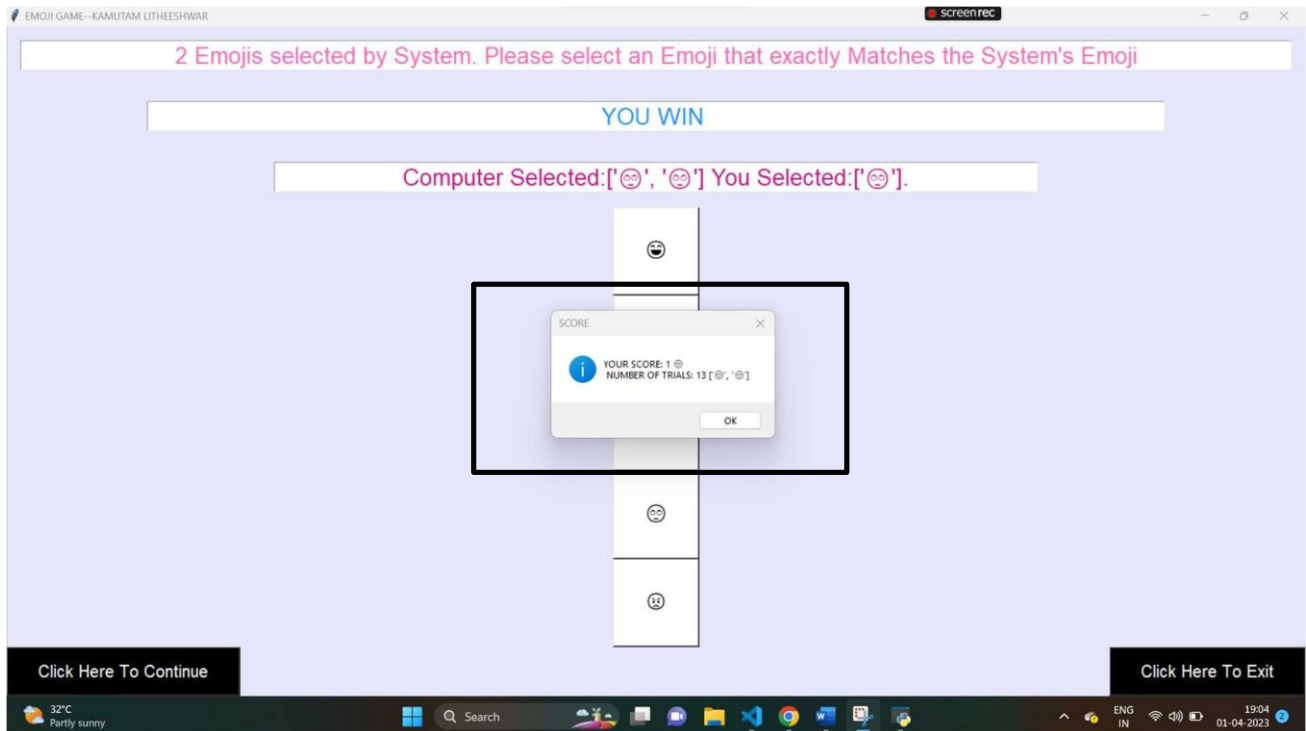 EMOJI GAME--KAMUTAM LITHEESHWAR
screenrec
2 Emojis selected by System. Please select an Emoji that exactly Matches the System's Emoji
YOU WIN
Computer Selected:['🙄', '🙄'] You Selected:['🙄'].
SCORE
YOUR SCORE: 1 🙄
NUMBER OF TRIALS: 13 ['🙄', '🙄']
OK
Click Here To Continue
Click Here To Exit
32°C
Partly sunny
Search
ENG
IN
19:04
01-04-2023
2